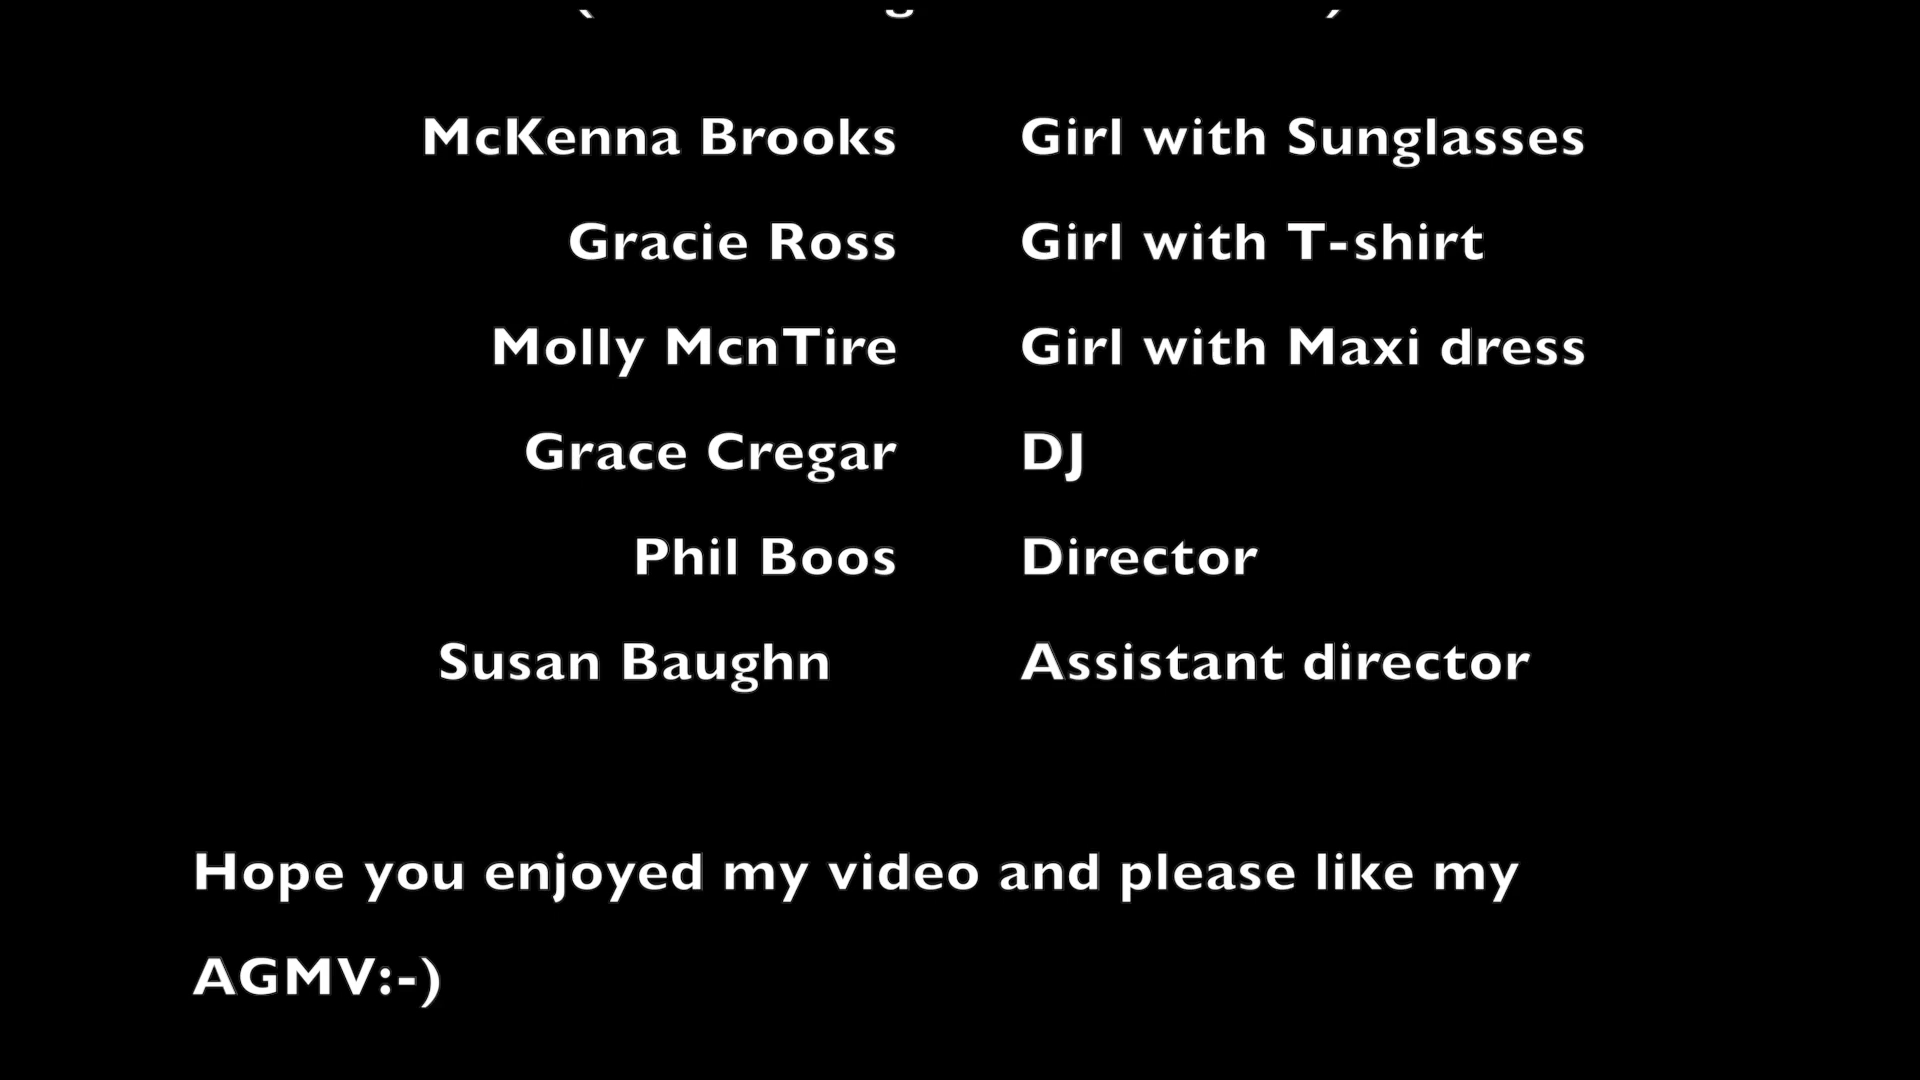 McKenna Brooks Girl with Sunglasses
Gracie Ross Girl with T-shirt
Molly McnTire Girl with Maxi dress
Grace Cregar DJ
Phil Boos Director
Susan Baughn Assistant director
Hope you enjoyed my video and please like my
AGMV:-)